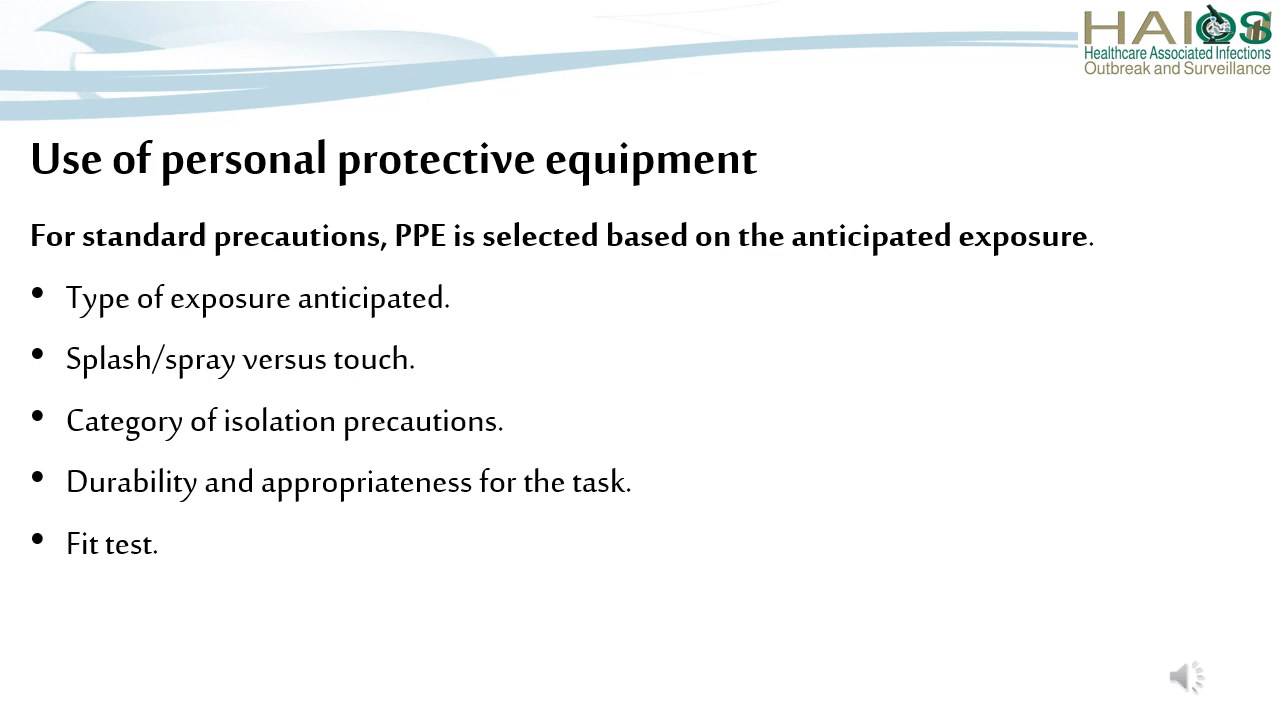 HAIOS
Healthcare Associated Infections
Outbreak and Surveillance
Use of personal protective equipment
For standard precautions, PPE is selected based on the anticipated exposure.
• Type of exposure anticipated.
• Splash/spray versus touch.
• Category of isolation precautions.
• Durability and appropriateness for the task.
• Fit test.